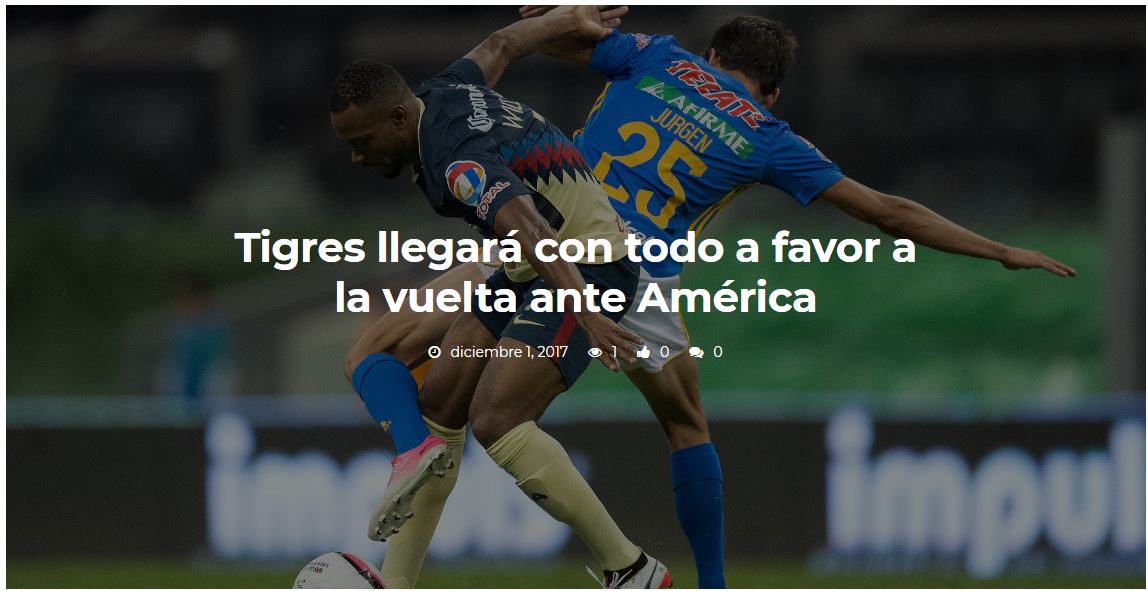 TECATE
AFIRME
JURGEN
25
Corona
TOTAL
Tigres llegará con todo a favor a
la vuelta ante América
diciembre 1, 2017 1 0 0
impuls
impul